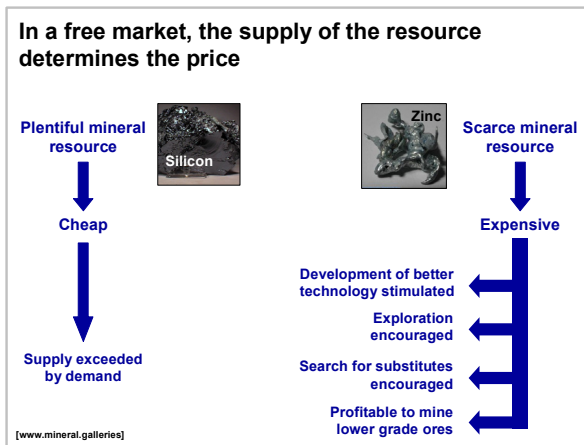 In a free market, the supply of the resource
determines the price
Plentiful mineral
resource
Silicon
Cheap
Supply exceeded
by demand
Zinc
Scarce mineral
resource
Expensive
Development of better
technology stimulated
Exploration
encouraged
Search for substitutes
encouraged
Profitable to mine
lower grade ores
[www.mineral.galleries]